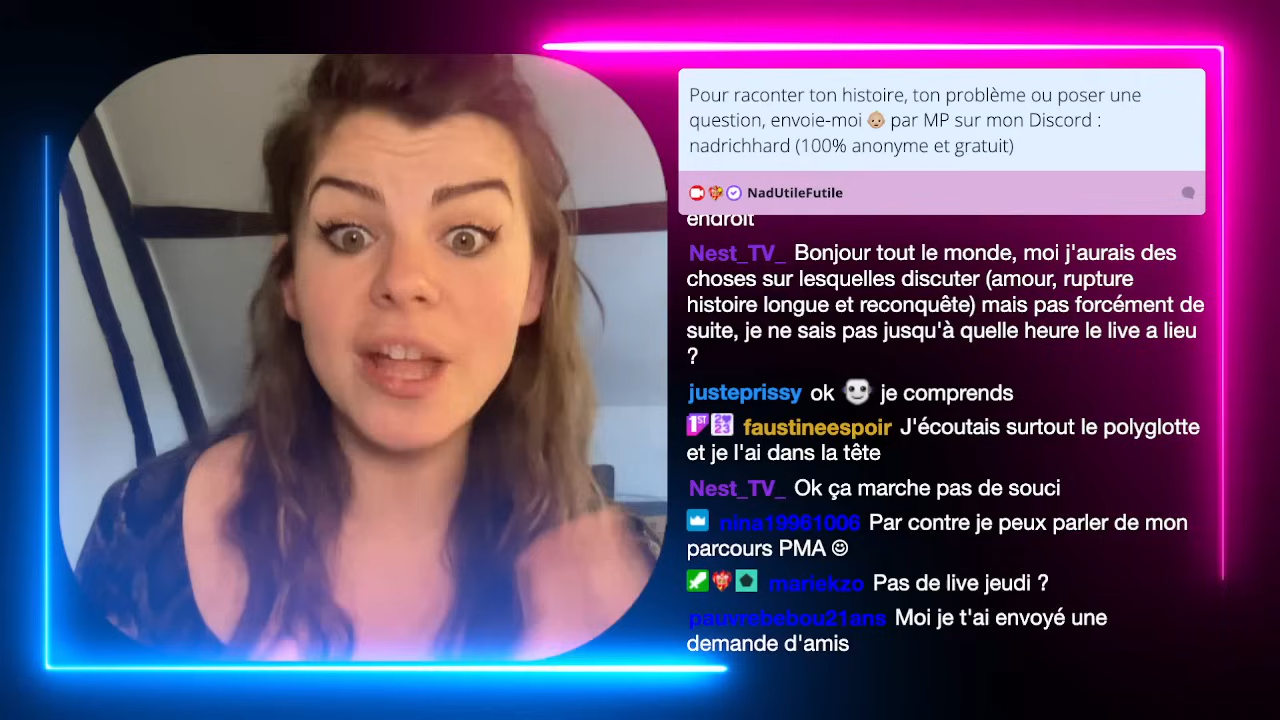 Pour raconter ton histoire, ton problème ou poser une
question, envoie-moi 👶🏼 par MP sur mon Discord :
nadrichhard (100% anonyme et gratuit)
NadUtileFutile
endroit
Nest_TV_ Bonjour tout le monde, moi j'aurais des
choses sur lesquelles discuter (amour, rupture
histoire longue et reconquête) mais pas forcément de
suite, je ne sais pas jusqu'à quelle heure le live a lieu
?
justeprissy ok je comprends
1ST 2023 faustineespoir J'écoutais surtout le polyglotte
et je l'ai dans la tête
Nest_TV_ Ok ça marche pas de souci
nina19961006 Par contre je peux parler de mon
parcours PMA ☺
mariekzo Pas de live jeudi ?
pauvrebebou21ans Moi je t'ai envoyé une
demande d'amis